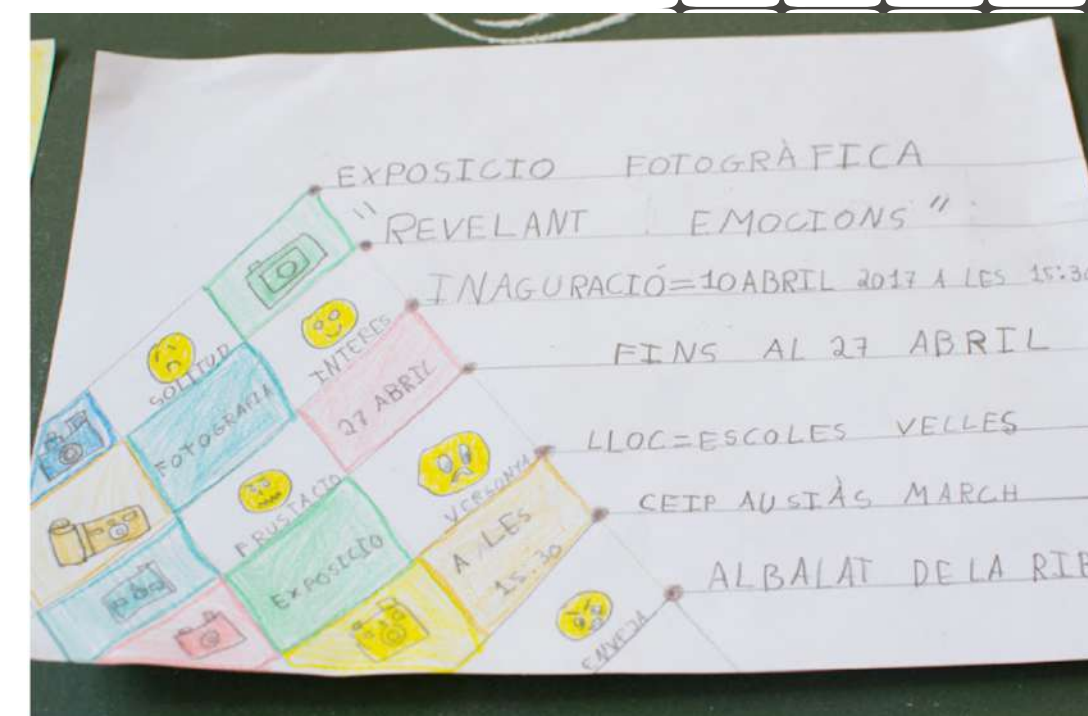 EXPOSICIO FOTOGRÀFICA
"REVELANT EMOCIONS"
INAGURACIÓ=10 ABRIL 2017 A LES 15:30
FINS AL 27 ABRIL
LLOC=ESCOLES VELLES
CEIP AUSIÀS MARCH
ALBALAT DE LA RIB
SOLITUD
INTERES
FOTOGRAFIA
27 ABRIL
FRUSTACIO
VERGONYA
EXPOSICIO
A LES
15:30
ENVEJA